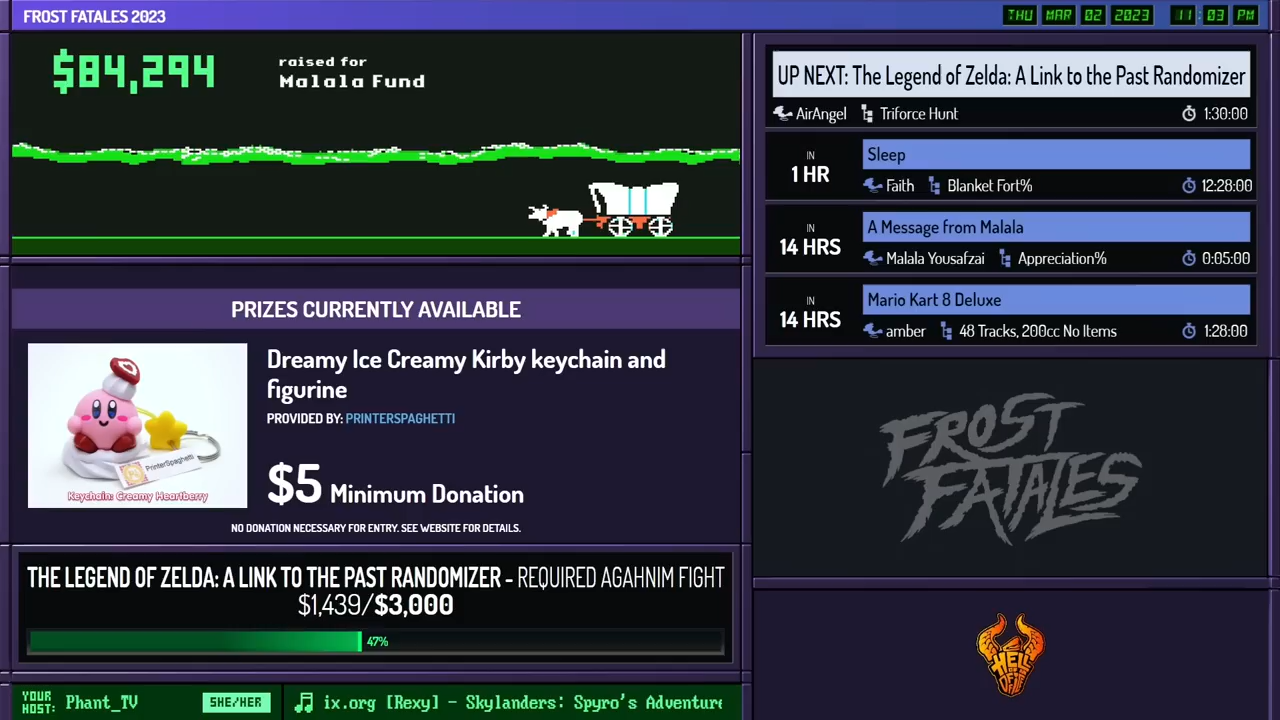 FROST FATALES 2023
THU MAR 02 2023 11:03 PM
$84,294
raised for
Malala Fund
UP NEXT: The Legend of Zelda: A Link to the Past Randomizer
AirAngel Triforce Hunt 1:30:00
IN
1 HR
Sleep
Faith Blanket Fort% 12:28:00
IN
14 HRS
A Message from Malala
Malala Yousafzai Appreciation% 0:05:00
IN
14 HRS
Mario Kart 8 Deluxe
amber 48 Tracks, 200cc No Items 1:28:00
PRIZES CURRENTLY AVAILABLE
PrinterSpaghetti
Keychain: Creamy Heartberry
Dreamy Ice Creamy Kirby keychain and
figurine
PROVIDED BY: PRINTERSPAGHETTI
$5 Minimum Donation
NO DONATION NECESSARY FOR ENTRY. SEE WEBSITE FOR DETAILS.
FROST
FATALES
THE LEGEND OF ZELDA: A LINK TO THE PAST RANDOMIZER - REQUIRED AGAHNIM FIGHT
$1,439/$3,000
47%
YOUR
HOST:
Phant_TV
SHE/HER
ix.org [Rexy] - Skylanders: Spyro's Adventure
HELL